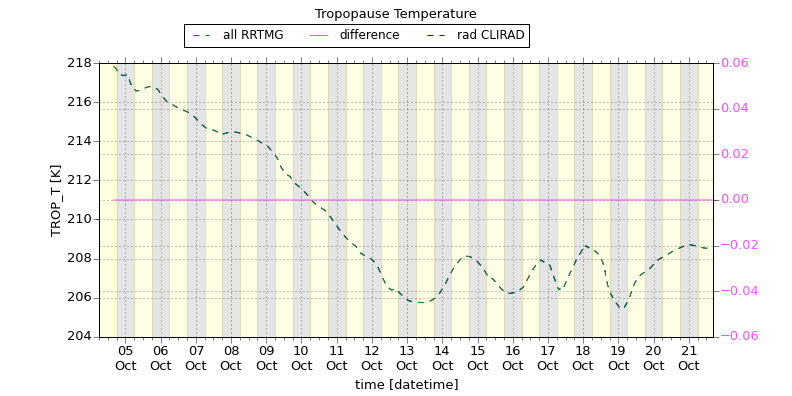 Tropopause Temperature
all RRTMG difference rad CLIRAD
218 0.06
216 0.04
214 0.02
212 0.00
210 −0.02
208 −0.04
206 −0.06
204
TROP_T [K]
05 06 07 08 09 10 11 12 13 14 15 16 17 18 19 20 21
Oct Oct Oct Oct Oct Oct Oct Oct Oct Oct Oct Oct Oct Oct Oct Oct Oct
time [datetime]